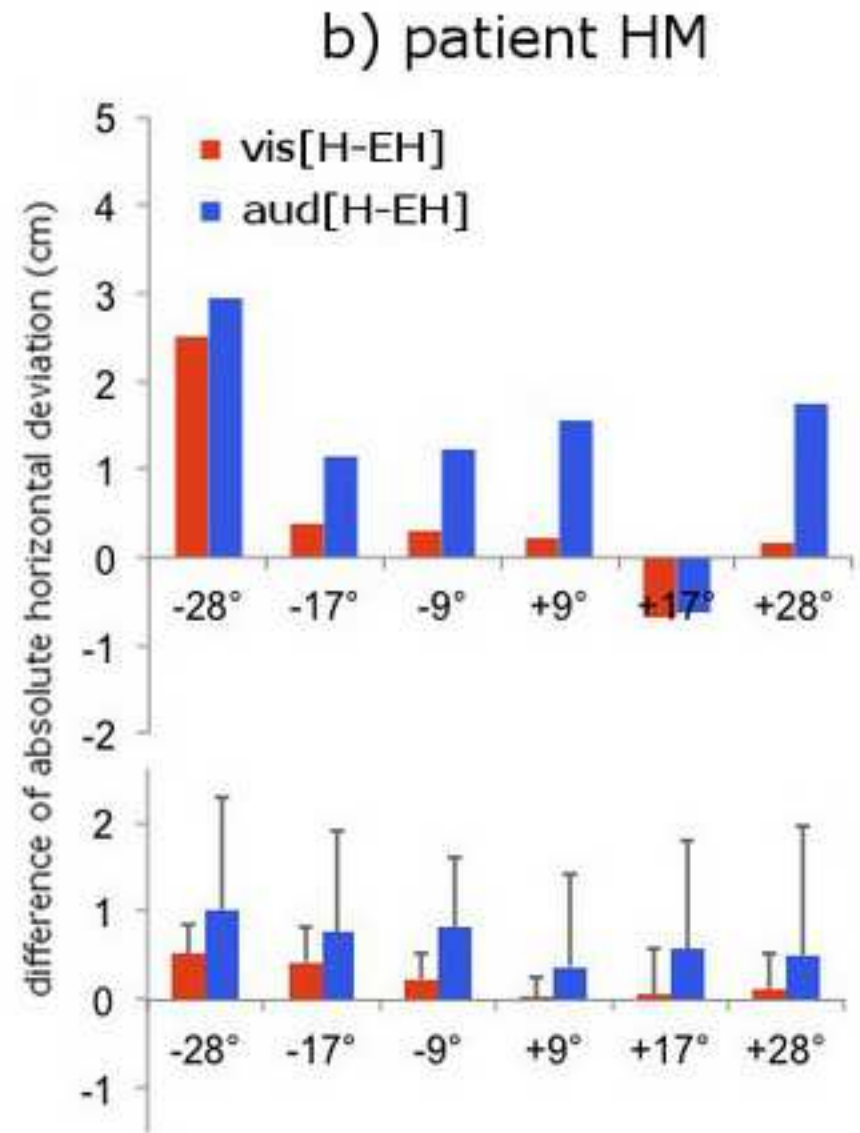 b) patient HM
difference of absolute horizontal deviation (cm)
5
vis[H-EH]
4
aud[H-EH]
3
2
1
0
-28° -17° -9° +9° +17° +28°
-1
-2
2
1
0
-28° -17° -9° +9° +17° +28°
-1